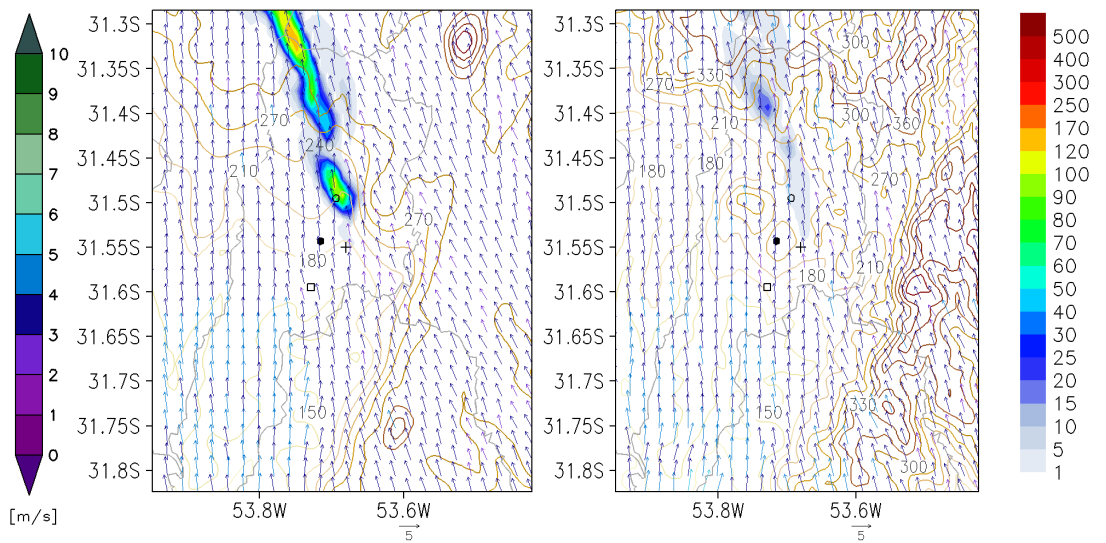 10
9
8
7
6
5
4
3
2
1
0
[m/s]
31.3S
31.35S
31.4S
31.45S
31.5S
31.55S
31.6S
31.65S
31.7S
31.75S
31.8S
270
240
210
270
180
150
53.8W
53.6W
5
31.3S
31.35S
31.4S
31.45S
31.5S
31.55S
31.6S
31.65S
31.7S
31.75S
31.8S
300
330
270
210
300
360
180
180
270
210
180
150
330
300
53.8W
53.6W
5
500
400
300
250
170
120
100
90
80
70
60
50
40
30
25
20
15
10
5
1